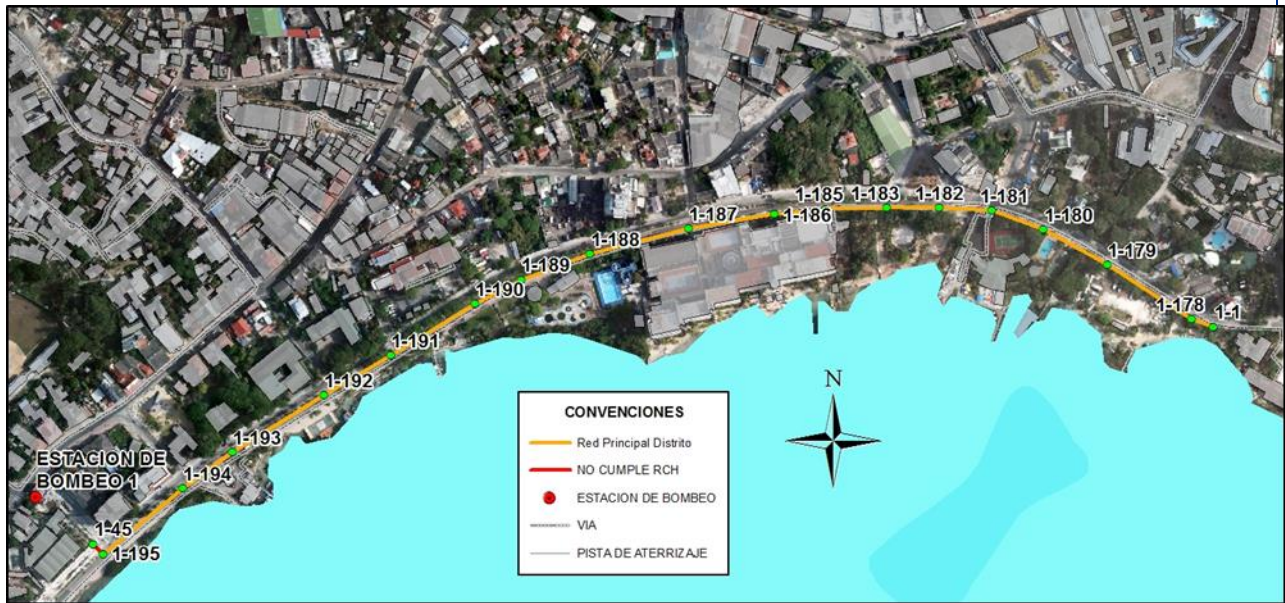 1-187
1-185
1-183
1-182
1-181
1-186
1-180
1-188
1-179
1-189
1-190
1-178
1-1
1-191
1-192
1-193
ESTACION DE
BOMBEO 1
1-194
1-45
1-195
N
CONVENCIONES
Red Principal Distrito
NO CUMPLE RCH
ESTACION DE BOMBEO
VIA
PISTA DE ATERRIZAJE